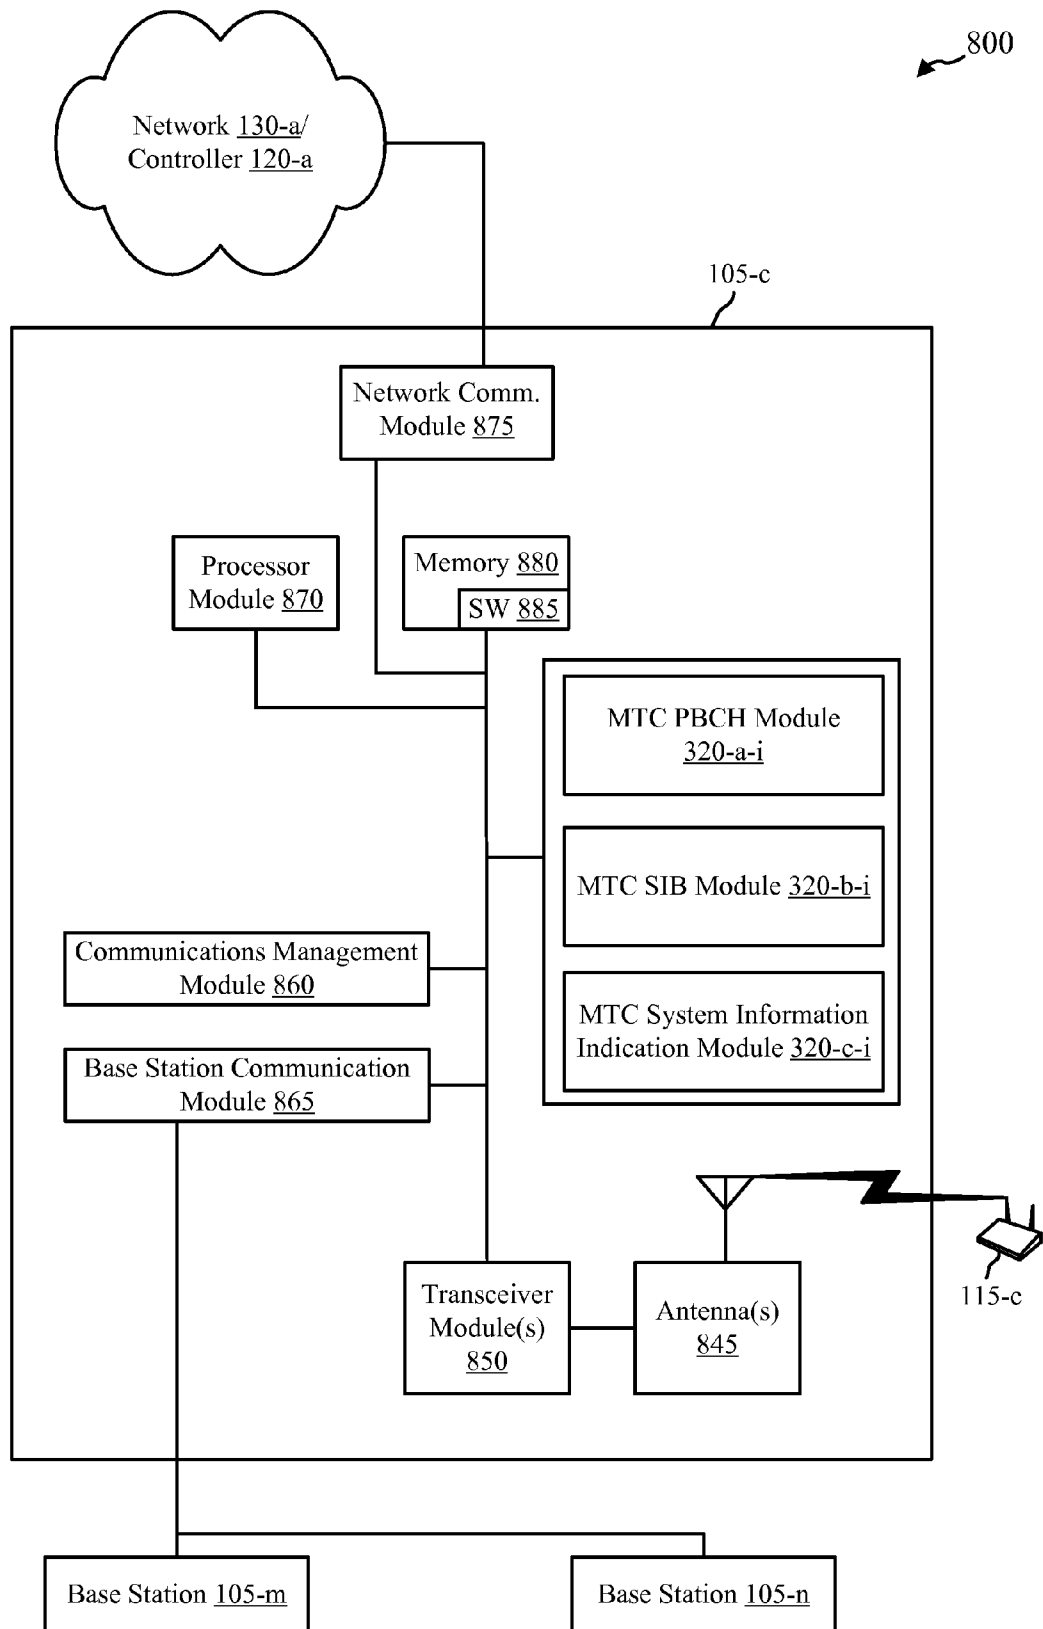 800
Network 130-a/
Controller 120-a
105-c
Network Comm.
Module 875
Processor
Module 870
Memory 880
SW 885
MTC PBCH Module
320-a-i
MTC SIB Module 320-b-i
Communications Management
Module 860
MTC System Information
Indication Module 320-c-i
Base Station Communication
Module 865
Transceiver
Module(s)
850
Antenna(s)
845
115-c
Base Station 105-m
Base Station 105-n